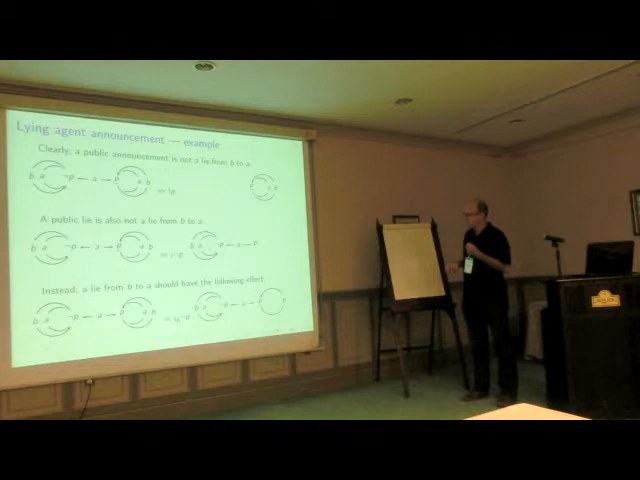 Lying agent announcement — example
Clearly, a public announcement is not a lie from b to a.
b a ¬p ← a → p a b ⇒ !p p a b
A public lie is also not a lie from b to a.
b a ¬p ← a → p a b b a ¬p ← a — p
Instead, a lie from b to a should have the following effect:
b a ¬p ← a → p a b b a ¬p ← a — p